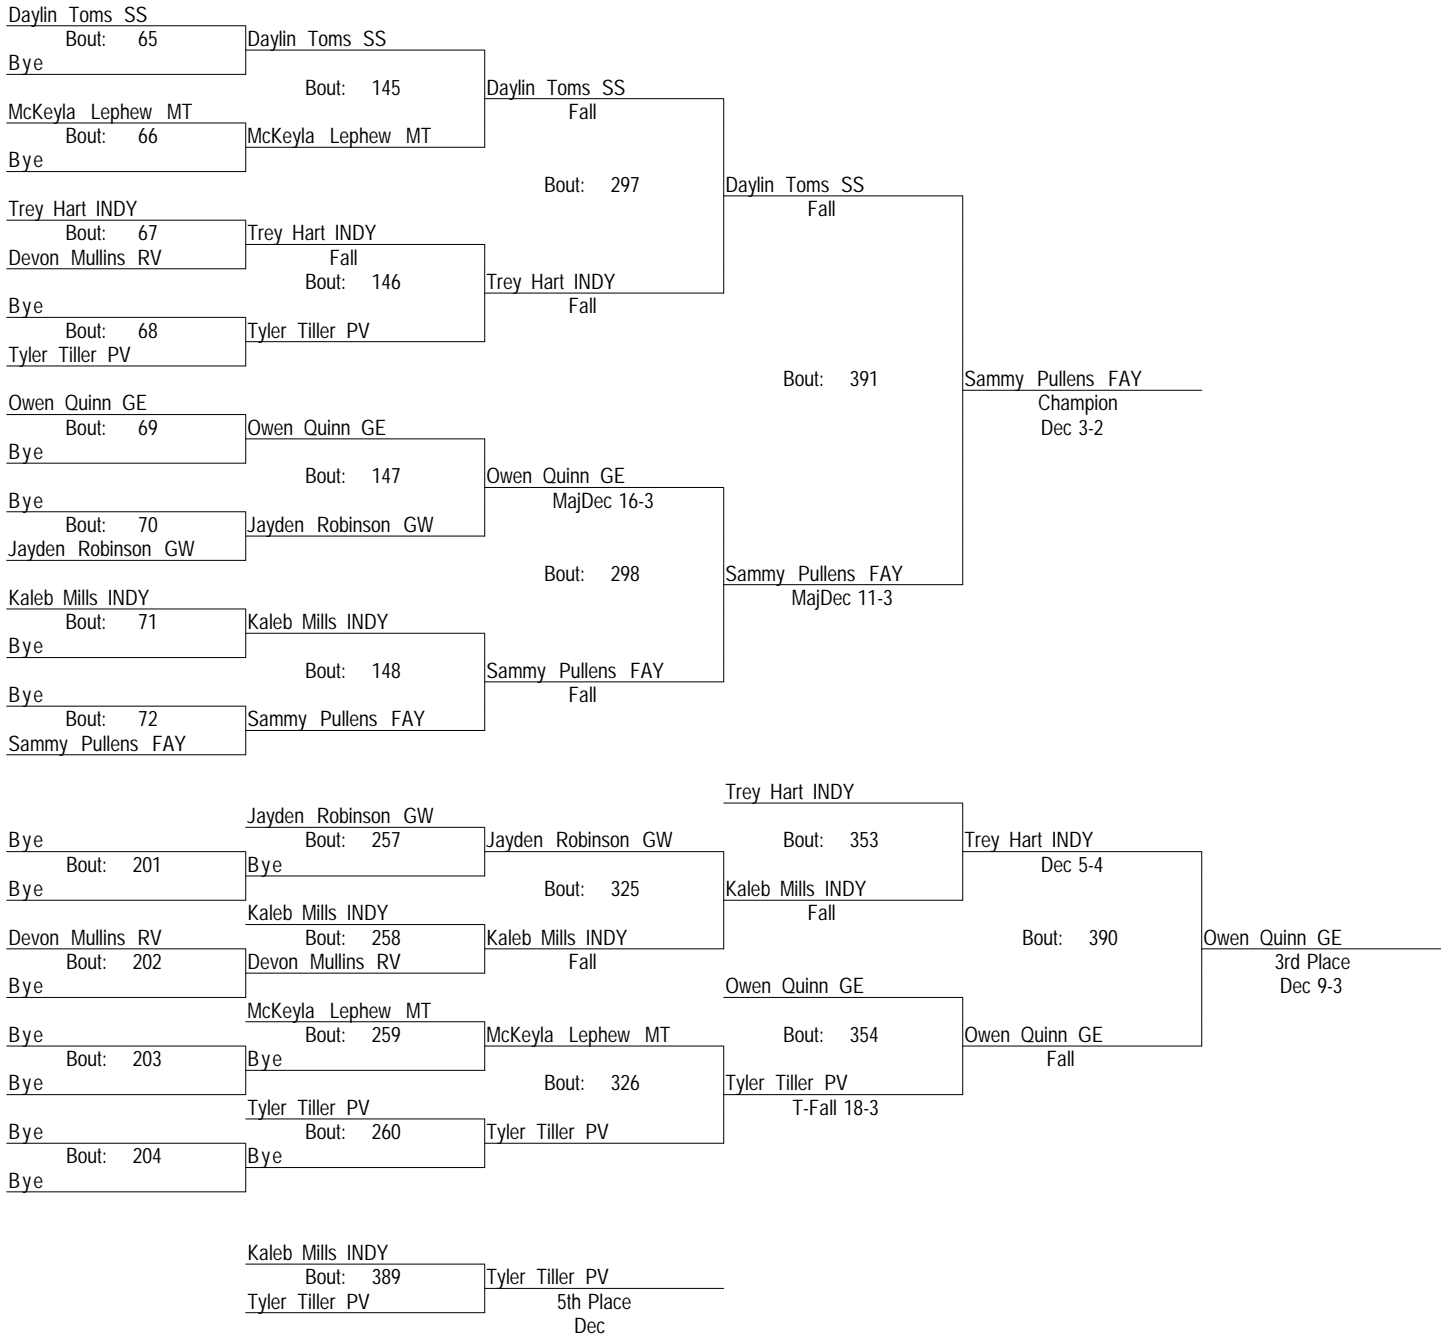 Daylin Toms SS
Bout: 65
Daylin Toms SS
Bye
Bout: 145
Daylin Toms SS
Fall
McKeyla Lephew MT
Bout: 66
McKeyla Lephew MT
Bye
Bout: 297
Daylin Toms SS
Fall
Trey Hart INDY
Bout: 67
Trey Hart INDY
Devon Mullins RV
Fall
Bout: 146
Trey Hart INDY
Fall
Bye
Bout: 68
Tyler Tiller PV
Tyler Tiller PV
Bout: 391
Sammy Pullens FAY
Champion
Dec 3-2
Owen Quinn GE
Bout: 69
Owen Quinn GE
Bye
Bout: 147
Owen Quinn GE
MajDec 16-3
Bye
Bout: 70
Jayden Robinson GW
Jayden Robinson GW
Bout: 298
Sammy Pullens FAY
MajDec 11-3
Kaleb Mills INDY
Bout: 71
Kaleb Mills INDY
Bye
Bout: 148
Sammy Pullens FAY
Fall
Bye
Bout: 72
Sammy Pullens FAY
Sammy Pullens FAY
Trey Hart INDY
Jayden Robinson GW
Bye
Bout: 257
Jayden Robinson GW
Bout: 353
Trey Hart INDY
Bout: 201
Bye
Dec 5-4
Bye
Bout: 325
Kaleb Mills INDY
Fall
Kaleb Mills INDY
Devon Mullins RV
Bout: 258
Kaleb Mills INDY
Bout: 390
Owen Quinn GE
Bout: 202
Devon Mullins RV
Fall
3rd Place
Bye
Owen Quinn GE
Dec 9-3
McKeyla Lephew MT
Bye
Bout: 259
McKeyla Lephew MT
Bout: 354
Owen Quinn GE
Bout: 203
Bye
Fall
Bye
Bout: 326
Tyler Tiller PV
T-Fall 18-3
Tyler Tiller PV
Bye
Bout: 260
Tyler Tiller PV
Bout: 204
Bye
Bye
Kaleb Mills INDY
Bout: 389
Tyler Tiller PV
Tyler Tiller PV
5th Place
Dec